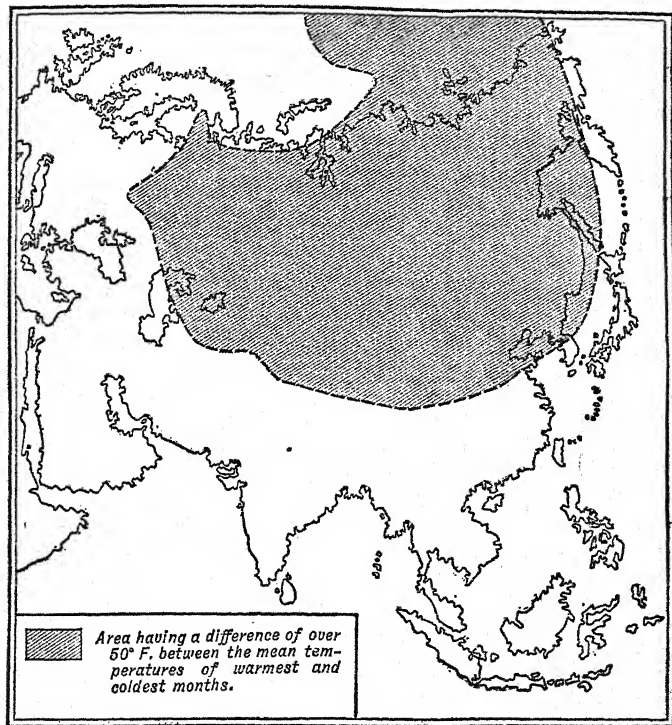 Area having a difference of over
50° F. between the mean tem-
peratures of warmest and
coldest months.